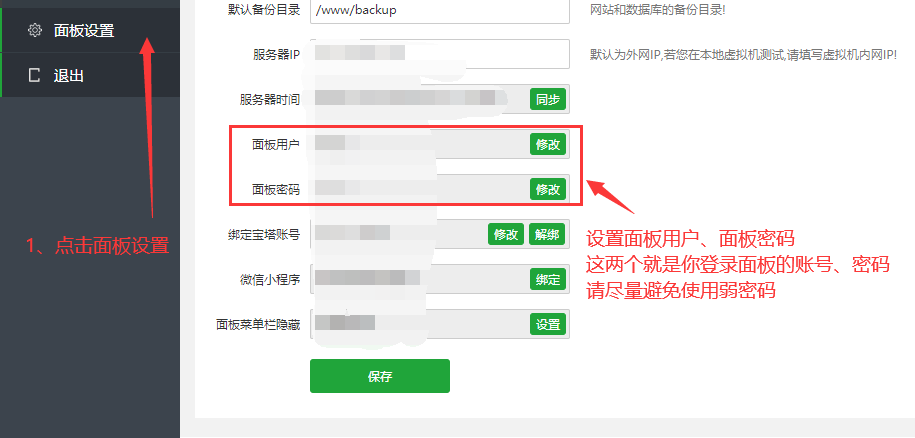 默认备份目录 /www/backup 网站和数据库的备份目录!
面板设置
服务器IP 默认为外网IP,若您在本地虚拟机测试,请填写虚拟机内网IP!
退出
服务器时间 同步
面板用户 修改
面板密码 修改
绑定宝塔账号 修改 解绑
1、点击面板设置
设置面板用户、面板密码
这两个就是你登录面板的账号、密码
请尽量避免使用弱密码
微信小程序 绑定
面板菜单栏隐藏 设置
保存